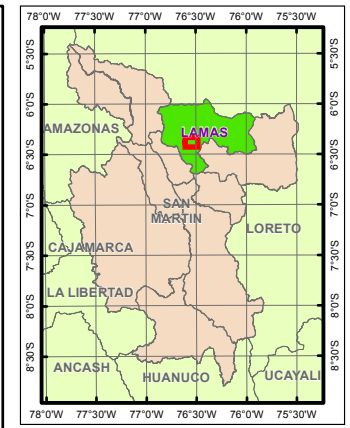 78°0'W 77°30'W 77°0'W 76°30'W 76°0'W 75°30'W
5°30'S 5°30'S
6°0'S 6°0'S
AMAZONAS LAMAS
6°30'S 6°30'S
SAN
MARTIN
7°0'S 7°0'S
LORETO
CAJAMARCA
7°30'S 7°30'S
LA LIBERTAD
8°0'S 8°0'S
8°30'S 8°30'S
ANCASH HUANUCO UCAYALI
78°0'W 77°30'W 77°0'W 76°30'W 76°0'W 75°30'W